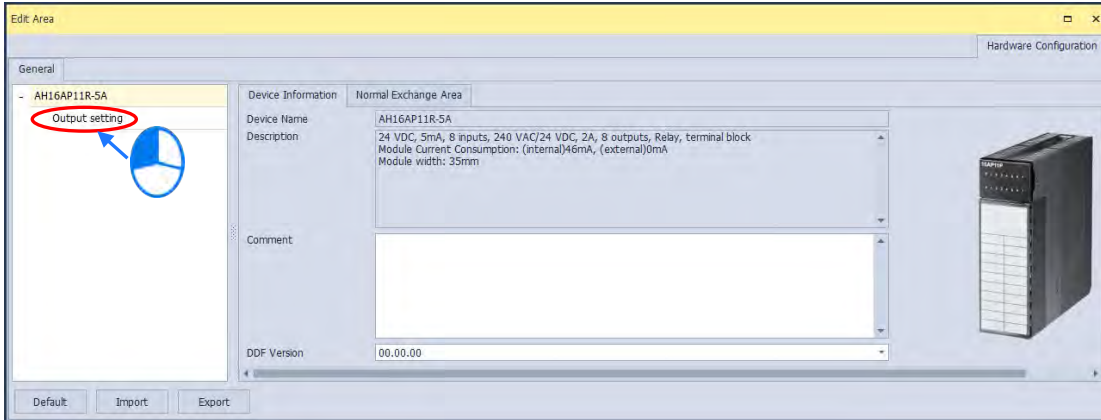 Edit Area
Hardware Configuration
General
- AH16AP11R-5A
Output setting
Device Information
Normal Exchange Area
Device Name
AH16AP11R-5A
Description
24 VDC, 5mA, 8 inputs, 240 VAC/24 VDC, 2A, 8 outputs, Relay, terminal block
Module Current Consumption: (internal)46mA, (external)0mA
Module width: 35mm
Comment
DDF Version
00.00.00
Default
Import
Export